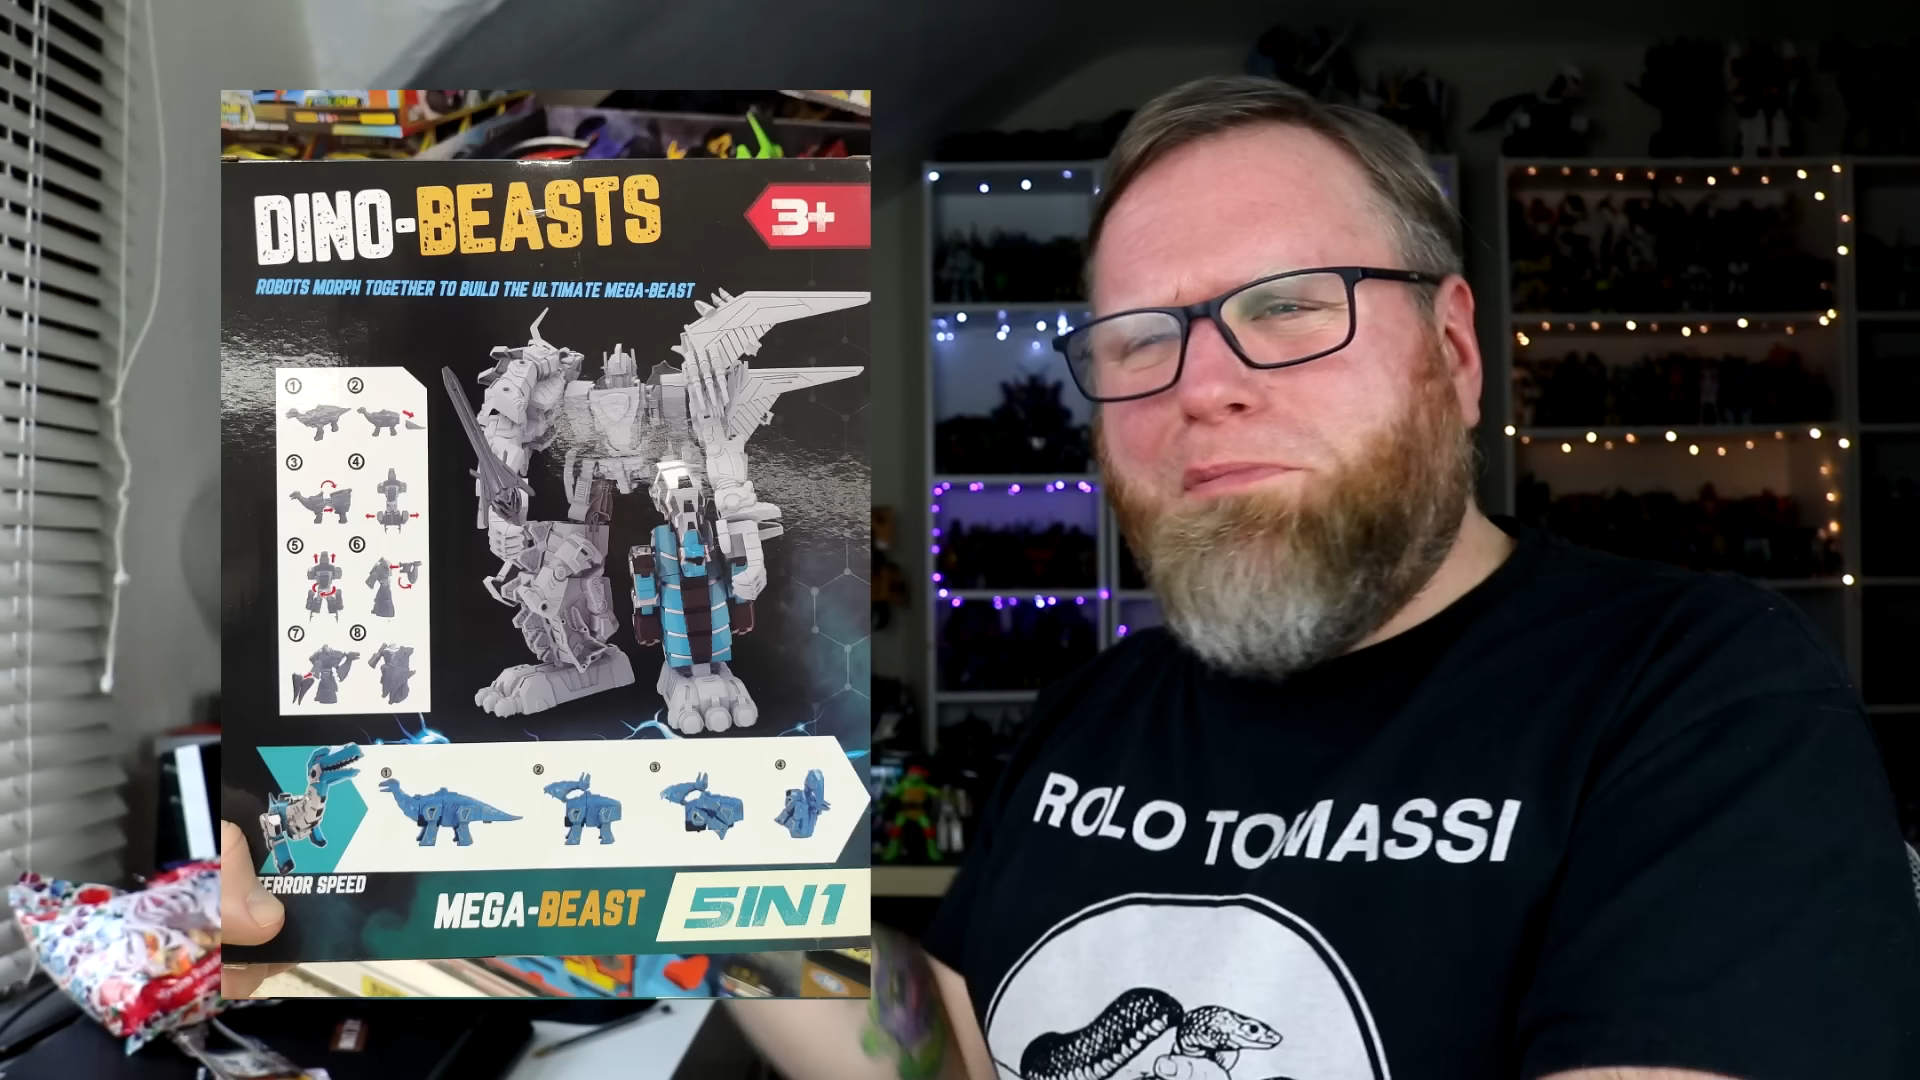 DINO-BEASTS
3+
ROBOTS MORPH TOGETHER TO BUILD THE ULTIMATE MEGA-BEAST
1 2
3 4
5 6
7 8
1 2 3 4
TERROR SPEED
MEGA-BEAST 5IN1
ROLO TOMASSI